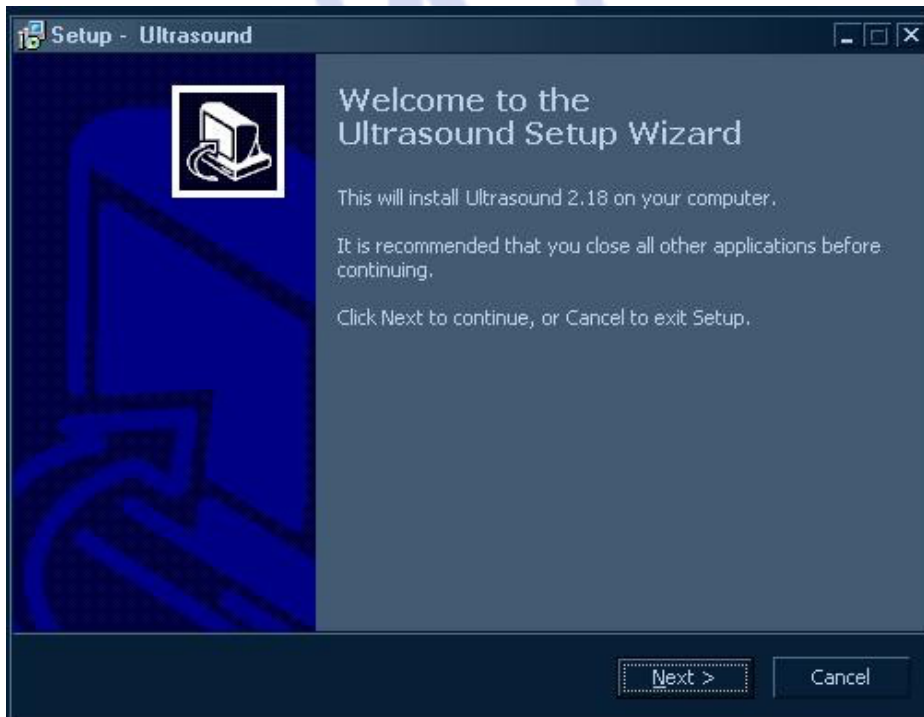 Setup - Ultrasound
Welcome to the
Ultrasound Setup Wizard
This will install Ultrasound 2.18 on your computer.
It is recommended that you close all other applications before
continuing.
Click Next to continue, or Cancel to exit Setup.
Next >
Cancel